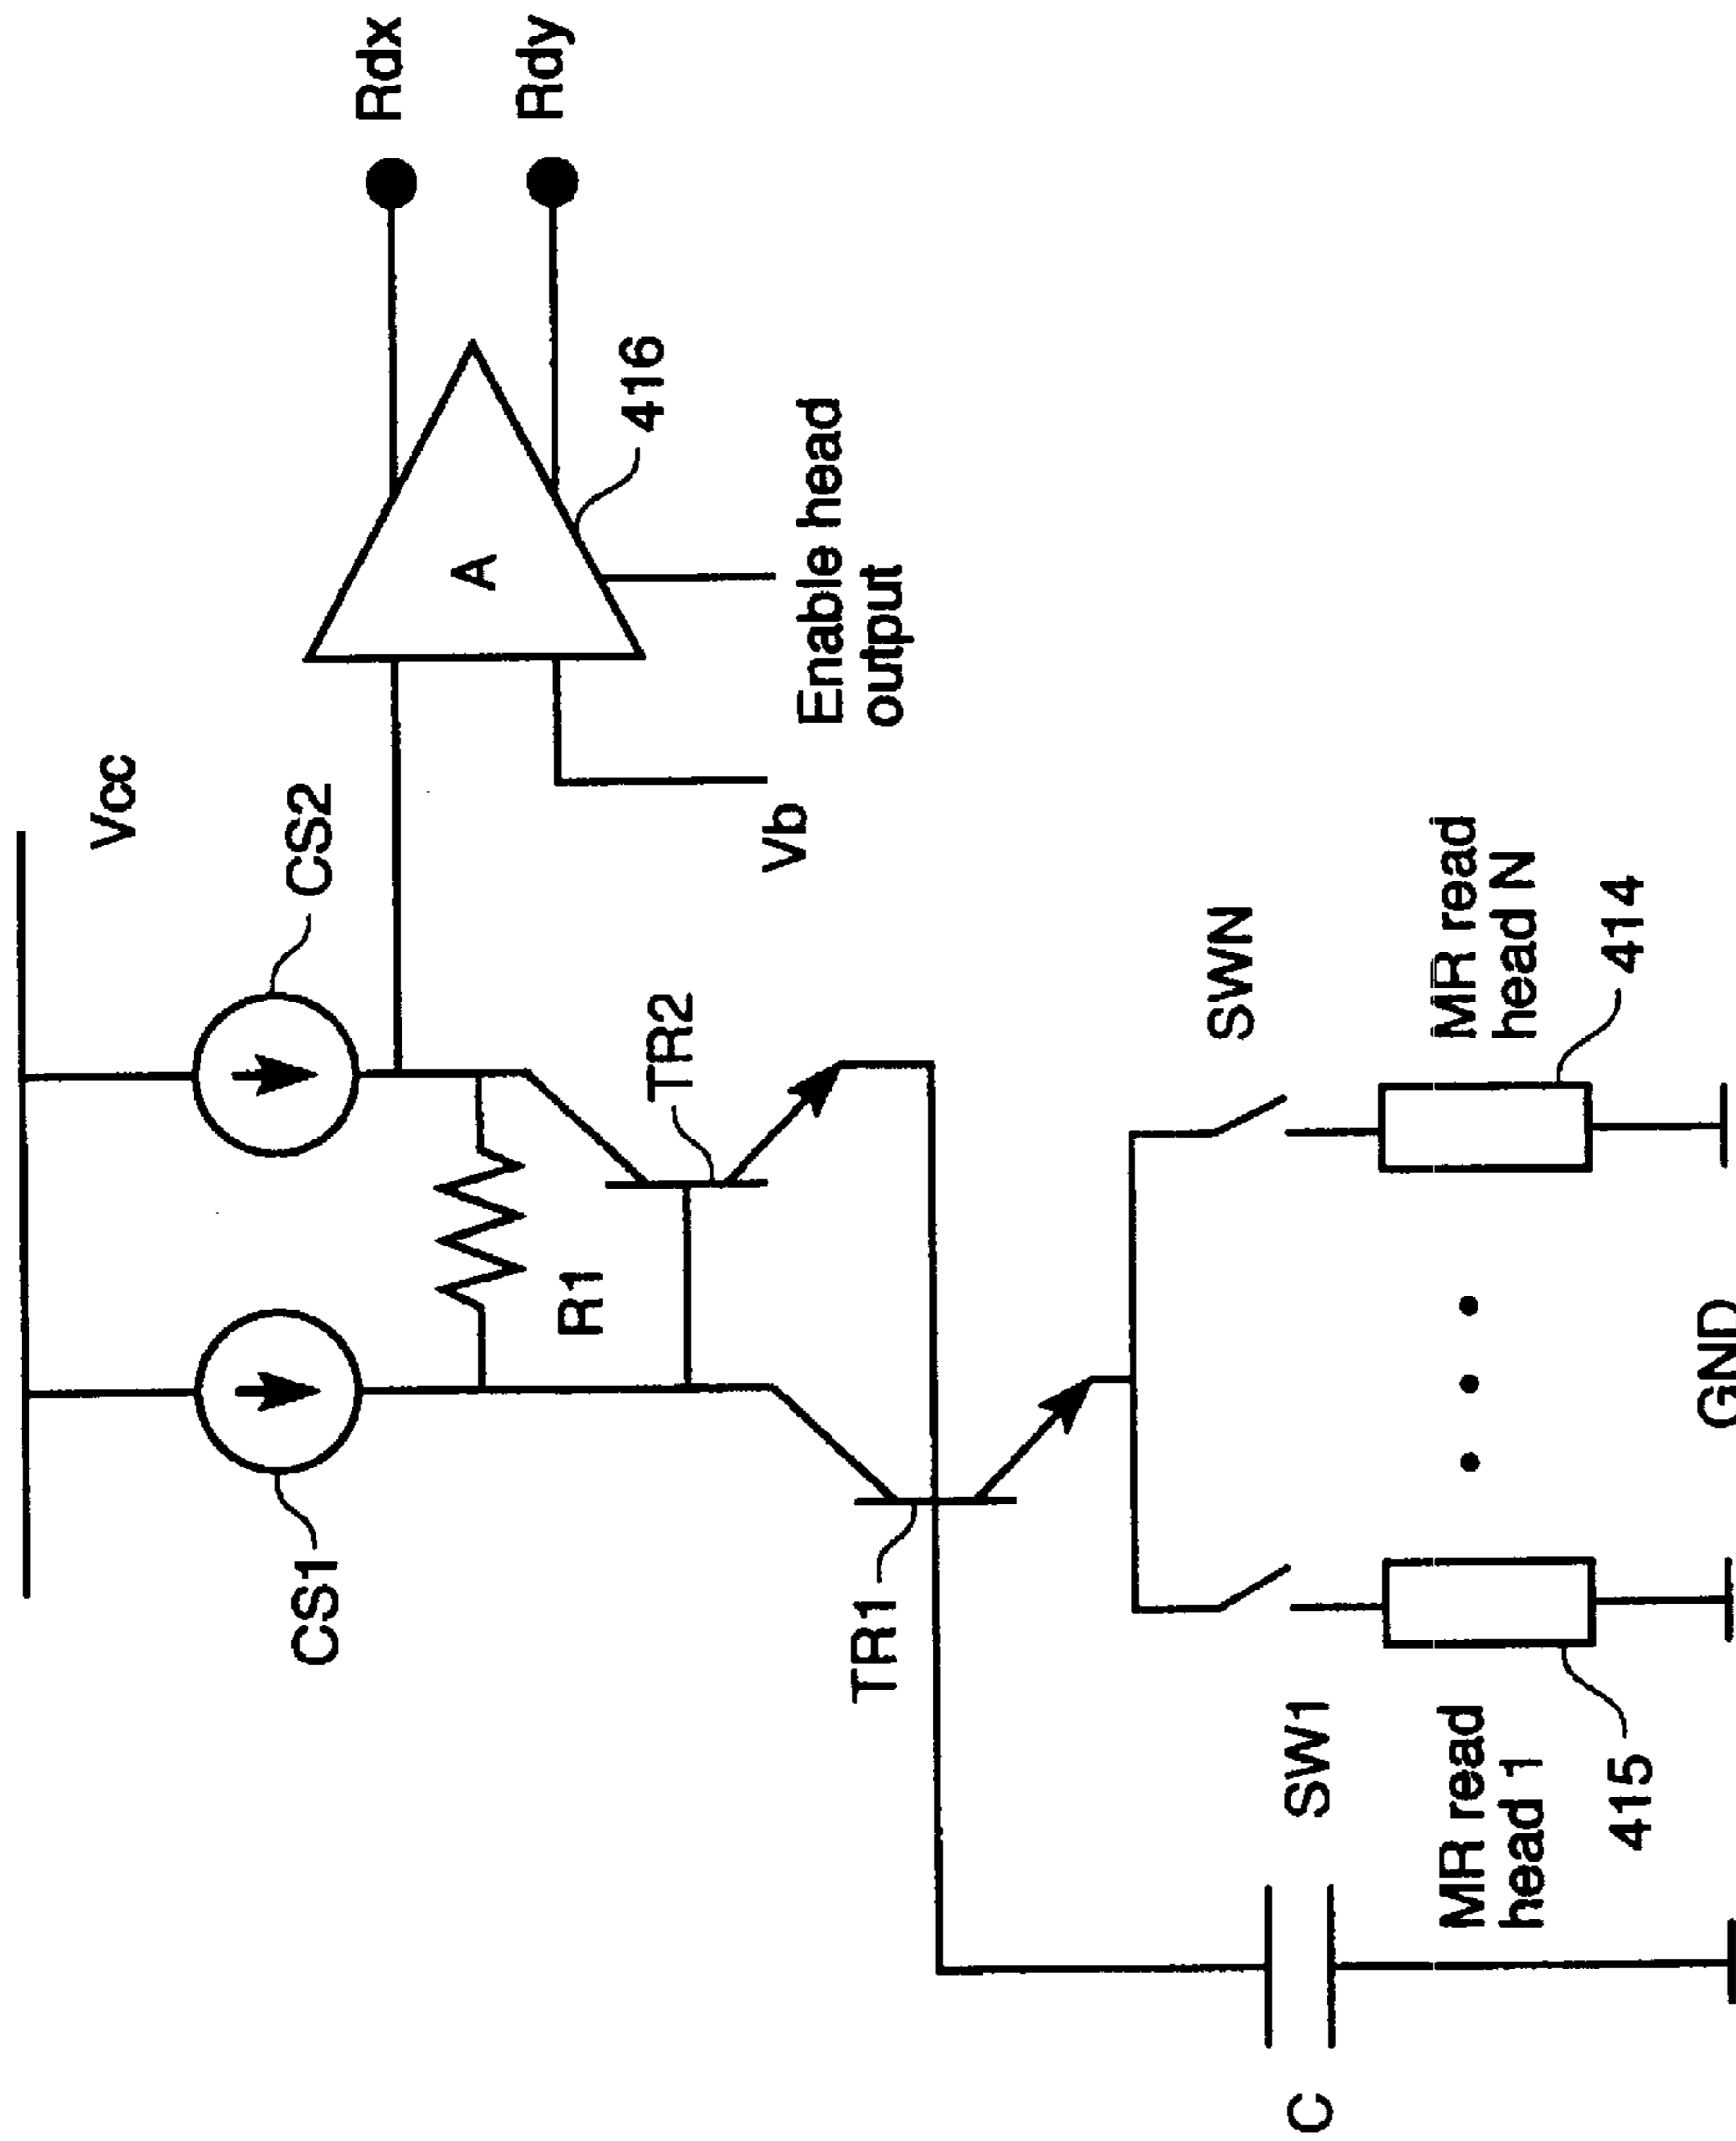 Vcc
CS1
CS2
Rdx
Rdy
A
416
R1
TR2
Enable head
output
Vb
TR1
SW1
SWN
C
MR read
head 1
415
MR read
head N
414
GND